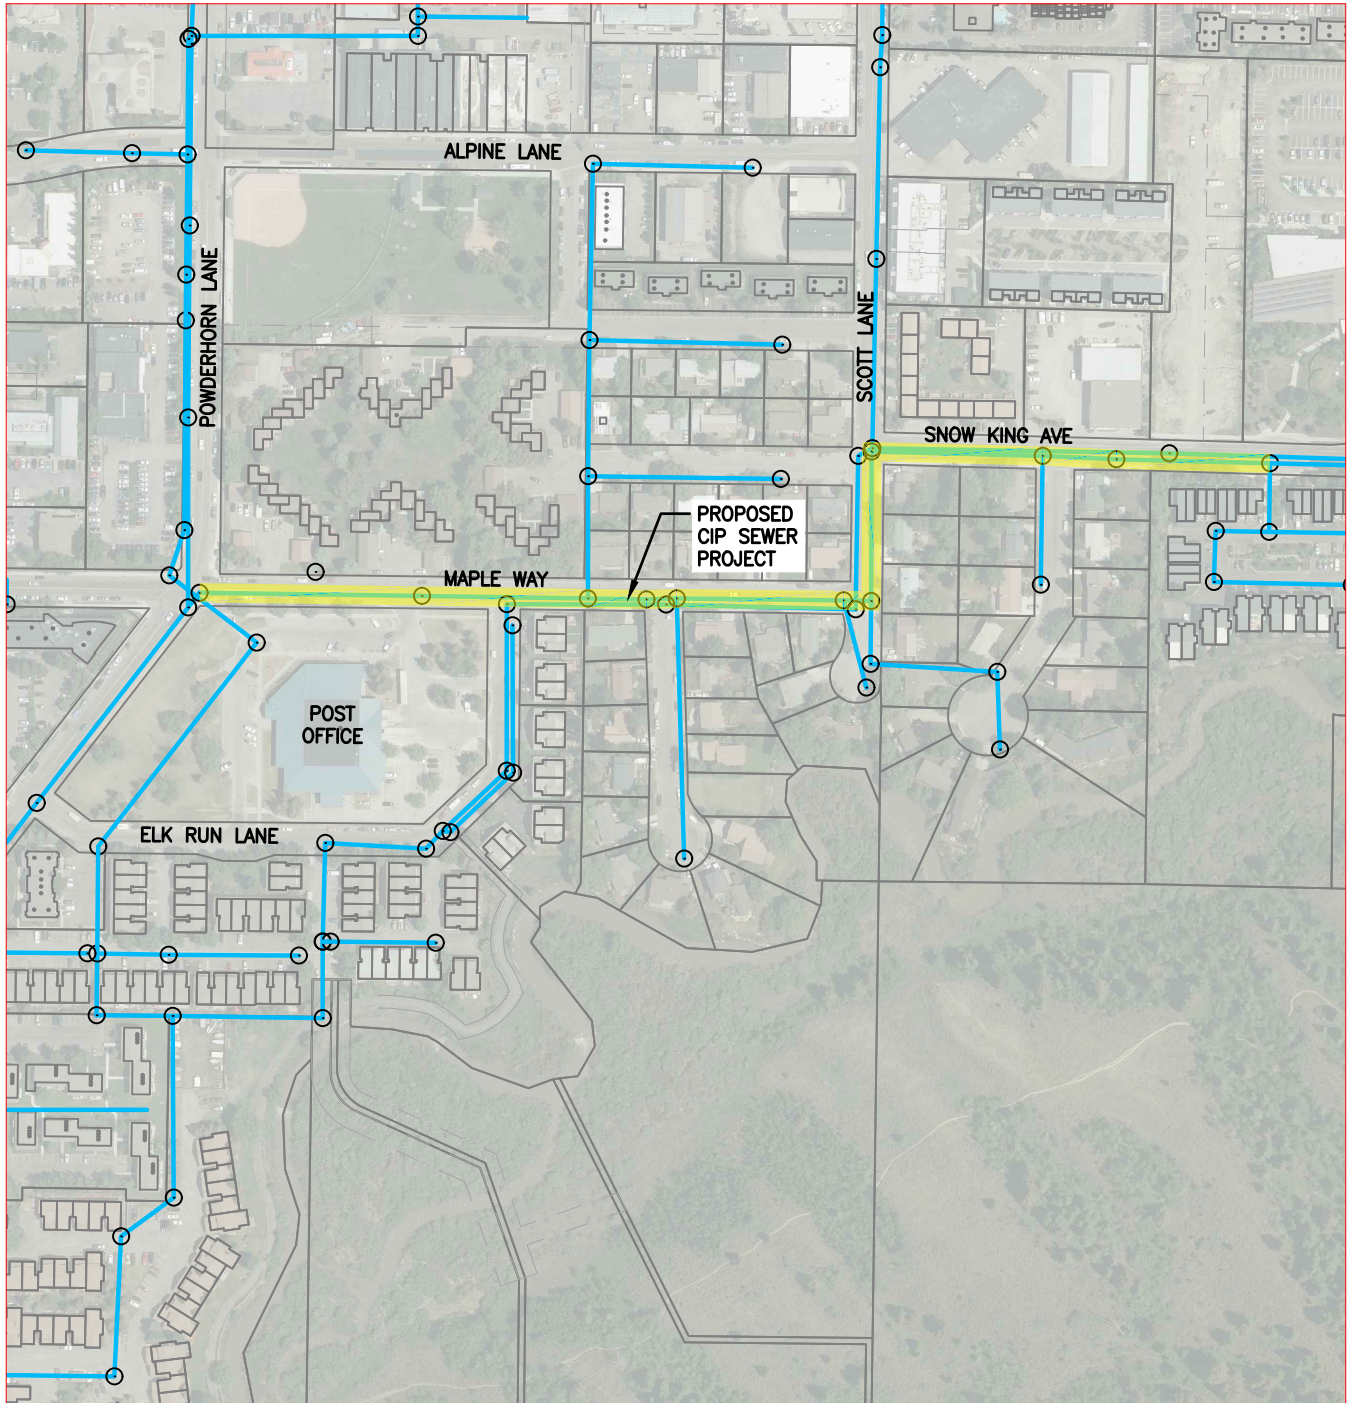 ALPINE LANE
POWDERHORN LANE
SCOTT LANE
SNOW KING AVE
PROPOSED
CIP SEWER
PROJECT
MAPLE WAY
POST
OFFICE
ELK RUN LANE